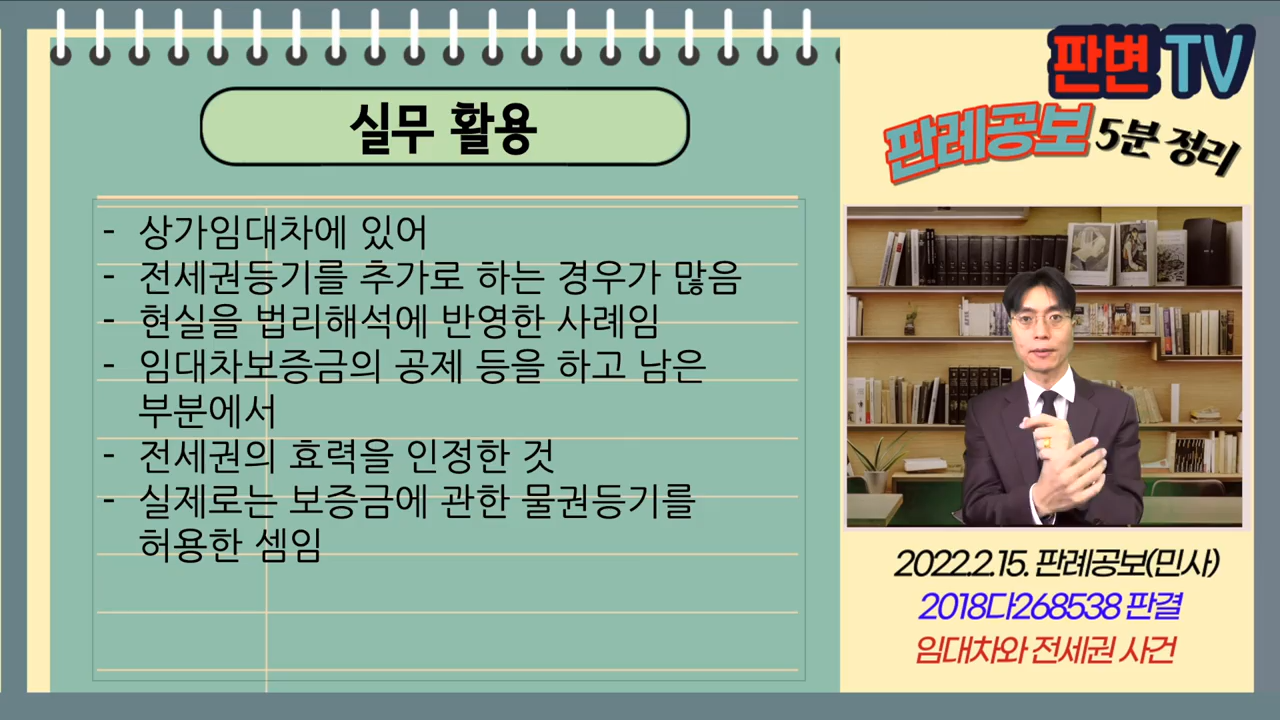 실무 활용
- 상가임대차에 있어
- 전세권등기를 추가로 하는 경우가 많음
- 현실을 법리해석에 반영한 사례임
- 임대차보증금의 공제 등을 하고 남은
부분에서
- 전세권의 효력을 인정한 것
- 실제로는 보증금에 관한 물권등기를
허용한 셈임
판변 TV
판례공보 5분 정리
2022.2.15. 판례공보(민사)
2018다268538 판결
임대차와 전세권 사건